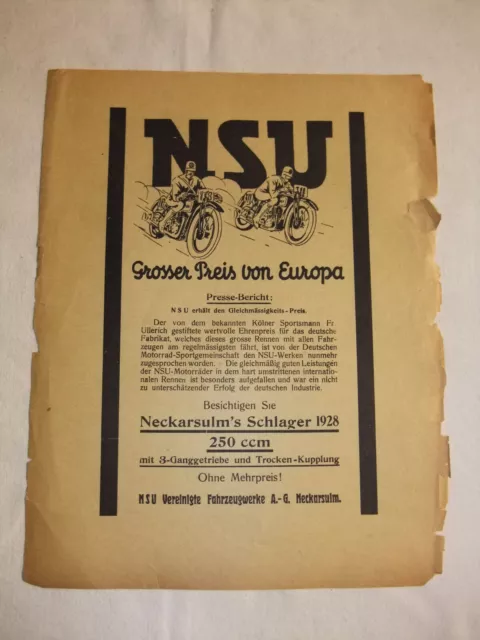 NSU
Grosser Preis von Europa
Presse-Bericht:
NSU erhält den Gleichmässigkeits-Preis.
Der von dem bekannten Kölner Sportsmann Fr
Ullerich gestiftete wertvolle Ehrenpreis für das deutsche
Fabrikat, welches dieses grosse Rennen mit allen Fahr-
zeugen am regelmässigsten fährt, ist von der Deutschen
Motorrad-Sportgemeinschaft den NSU-Werken nunmehr
zugesprochen worden. - Die gleichmäßig guten Leistungen
der NSU-Motorräder in dem hart umstrittenen internatio-
nalen Rennen ist besonders aufgefallen und war ein nicht
zu unterschätzender Erfolg der deutschen Industrie.
Besichtigen Sie
Neckarsulm's Schlager 1928
250 ccm
mit 3-Ganggetriebe und Trocken-Kupplung
Ohne Mehrpreis!
NSU Vereinigte Fahrzeugwerke A.-G. Neckarsulm.